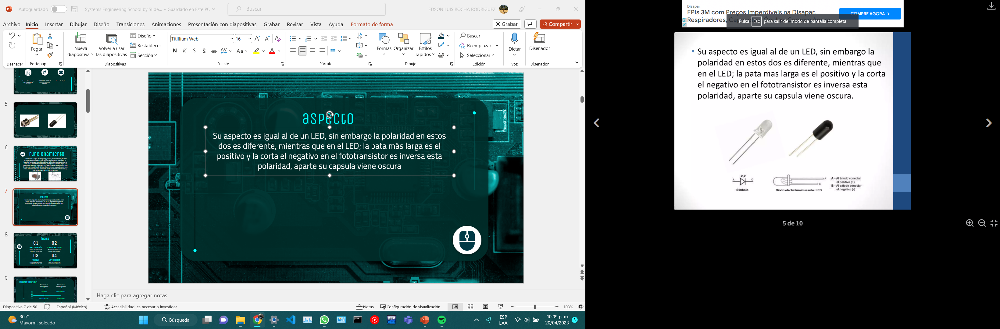 Autoguardado
Systems Engineering School by Slide... • Guardado en Este PC
Buscar
EDSON LUIS ROCHA RODRIGUEZ
Archivo Inicio Insertar Dibujar Diseño Transiciones Animaciones Presentación con diapositivas Grabar Revisar Vista Ayuda Formato de forma
Grabar
Compartir
Pegar
Nueva diapositiva
Volver a usar las diapositivas
Diseño
Restablecer
Sección
Titillium Web
16
N K S S ab AV Aa A
Formas Organizar Estilos rápidos
Buscar
Reemplazar
Seleccionar
Dictar
Diseñador
Deshacer Portapapeles Diapositivas Fuente Párrafo Dibujo Edición Voz Diseñador
5
6
Funcionamiento
7
aspecto
8
Índice
01 02
Matriculación Plan de estudios
03 04
Trabajo Acreditación
9
Matriculación
aspecto
Su aspecto es igual al de un LED, sin embargo la polaridad en estos
dos es diferente, mientras que en el LED; la pata más larga es el
positivo y la corta el negativo en el fototransistor es inversa esta
polaridad, aparte su capsula viene oscura
Haga clic para agregar notas
Diapositiva 7 de 50
Español (México)
Accesibilidad: es necesario investigar
Notas
Configuración de visualización
103%
30°C
Mayorm. soleado
Búsqueda
DEV
ESP
LAA
10:09 p. m.
20/04/2023
3
Disapar
EPIs 3M com Preços Imperdíveis na Disapar.
Respiradores,
COMPRE AGORA
Pulsa Esc para salir del modo de pantalla completa
• Su aspecto es igual al de un LED, sin embargo la
polaridad en estos dos es diferente, mientras que
en el LED; la pata mas larga es el positivo y la corta
el negativo en el fototransistor es inversa esta
polaridad, aparte su capsula viene oscura.
A C
Símbolo
A
C
Diodo electroluminiscente. LED
A - Al ánodo conectar
el positivo (+)
B - Al cátodo conectar
el negativo (-)
5 de 10